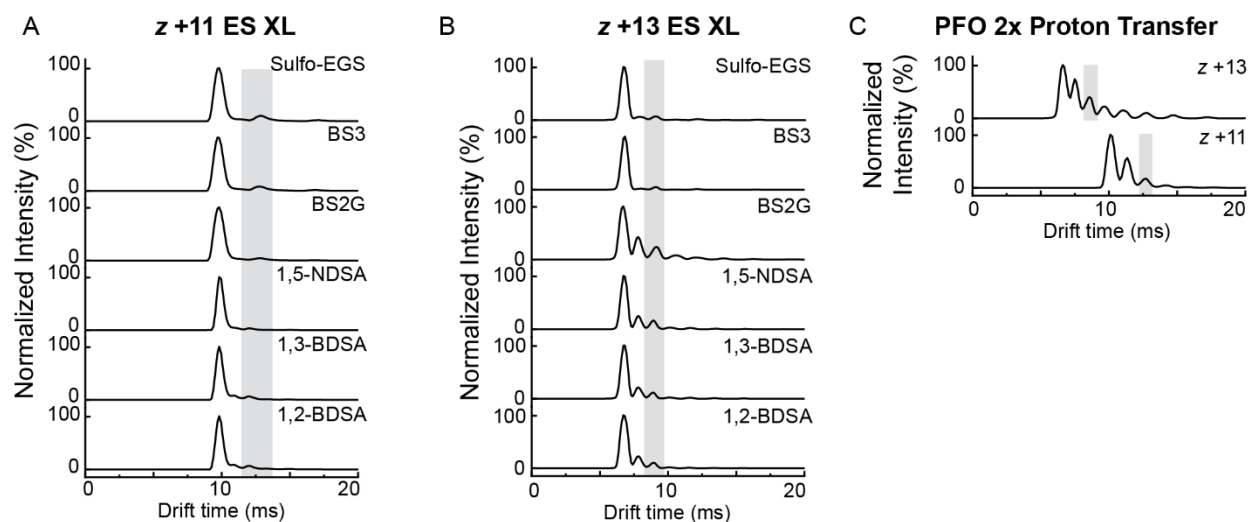 A
z +11 ES XL
Normalized Intensity (%)
Sulfo-EGS
100
0
BS3
100
0
BS2G
100
0
1,5-NDSA
100
0
1,3-BDSA
100
0
1,2-BDSA
100
0
0 10 20
Drift time (ms)
B
z +13 ES XL
Normalized Intensity (%)
Sulfo-EGS
100
0
BS3
100
0
BS2G
100
0
1,5-NDSA
100
0
1,3-BDSA
100
0
1,2-BDSA
100
0
0 10 20
Drift time (ms)
C
PFO 2x Proton Transfer
Normalized
Intensity (%)
z +13
100
0
z +11
100
0
0 10 20
Drift time (ms)